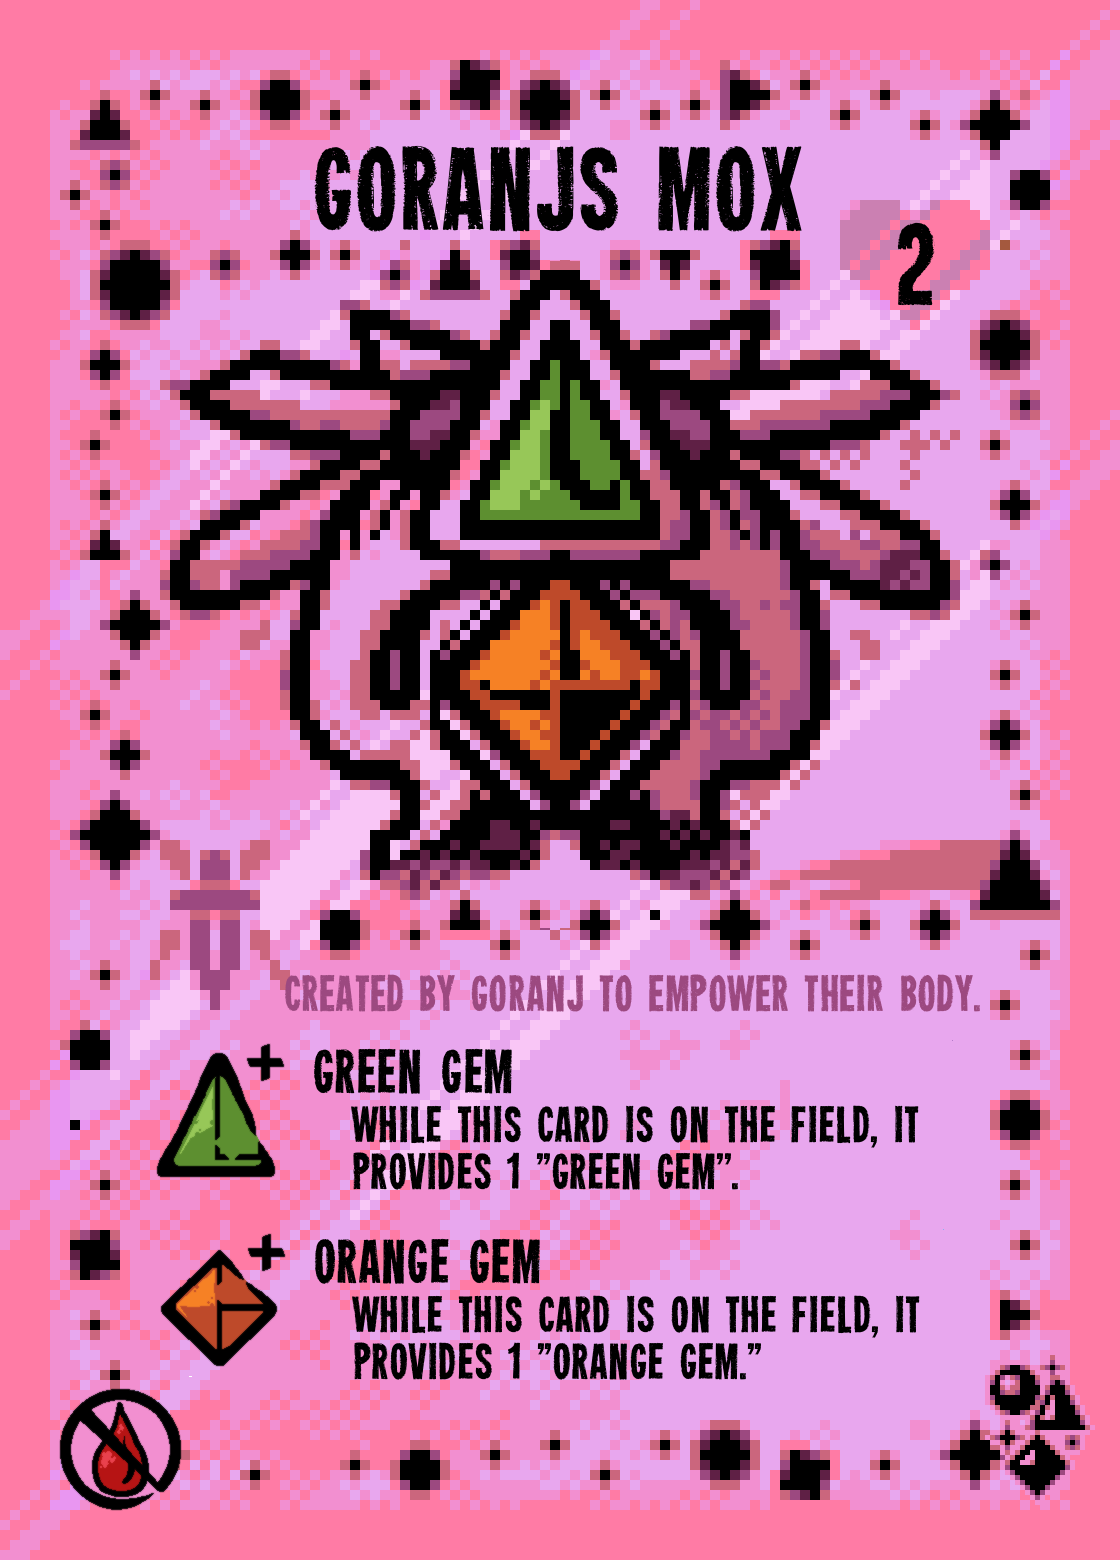 GORANJS MOX
2
CREATED BY GORANJ TO EMPOWER THEIR BODY.
GREEN GEM
WHILE THIS CARD IS ON THE FIELD, IT
PROVIDES 1 "GREEN GEM".
ORANGE GEM
WHILE THIS CARD IS ON THE FIELD, IT
PROVIDES 1 "ORANGE GEM."